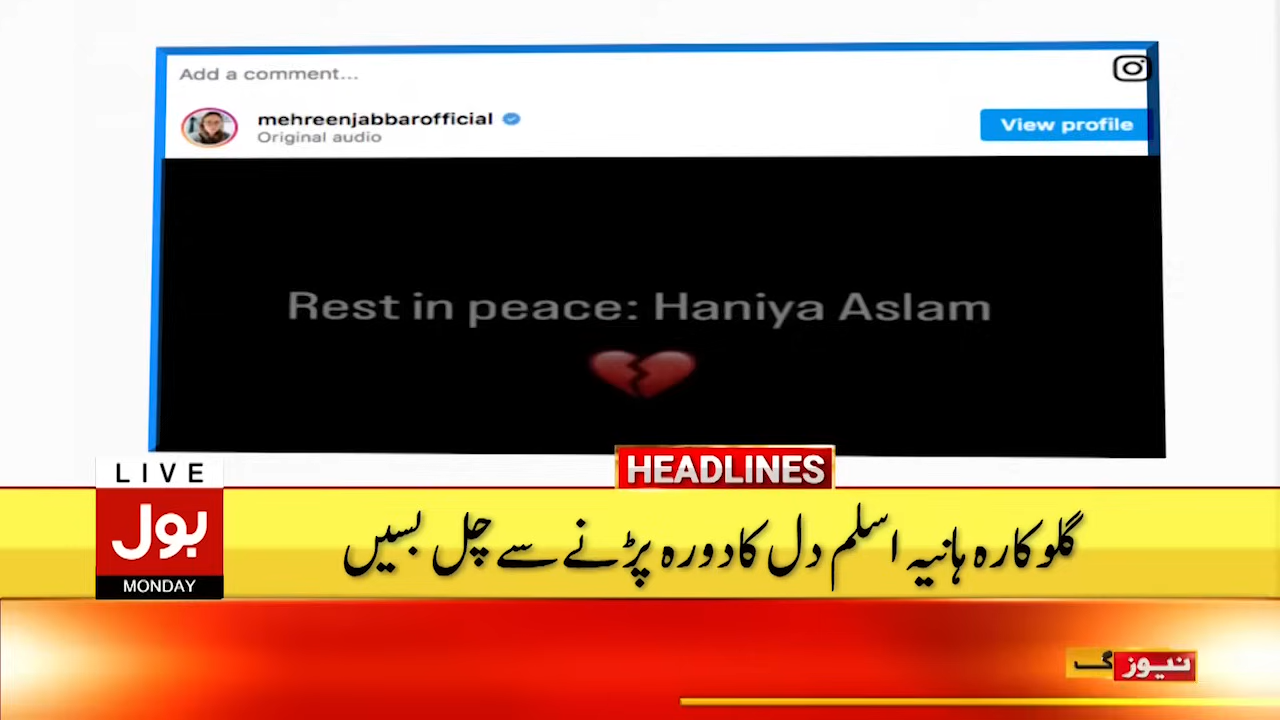 Add a comment...
mehreenjabbarofficial
Original audio
View profile
Rest in peace: Haniya Aslam
HEADLINES
LIVE
بول
MONDAY
گلوکارہ ہانیہ اسلم دل کا دورہ پڑنے سے چل بسیں
نیوز